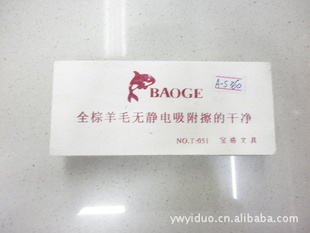 BAOGE
A-5360
全棕羊毛无静电吸附擦的干净
NO.T-051 宝格文具
ywyiduo.cn.alibaba.com